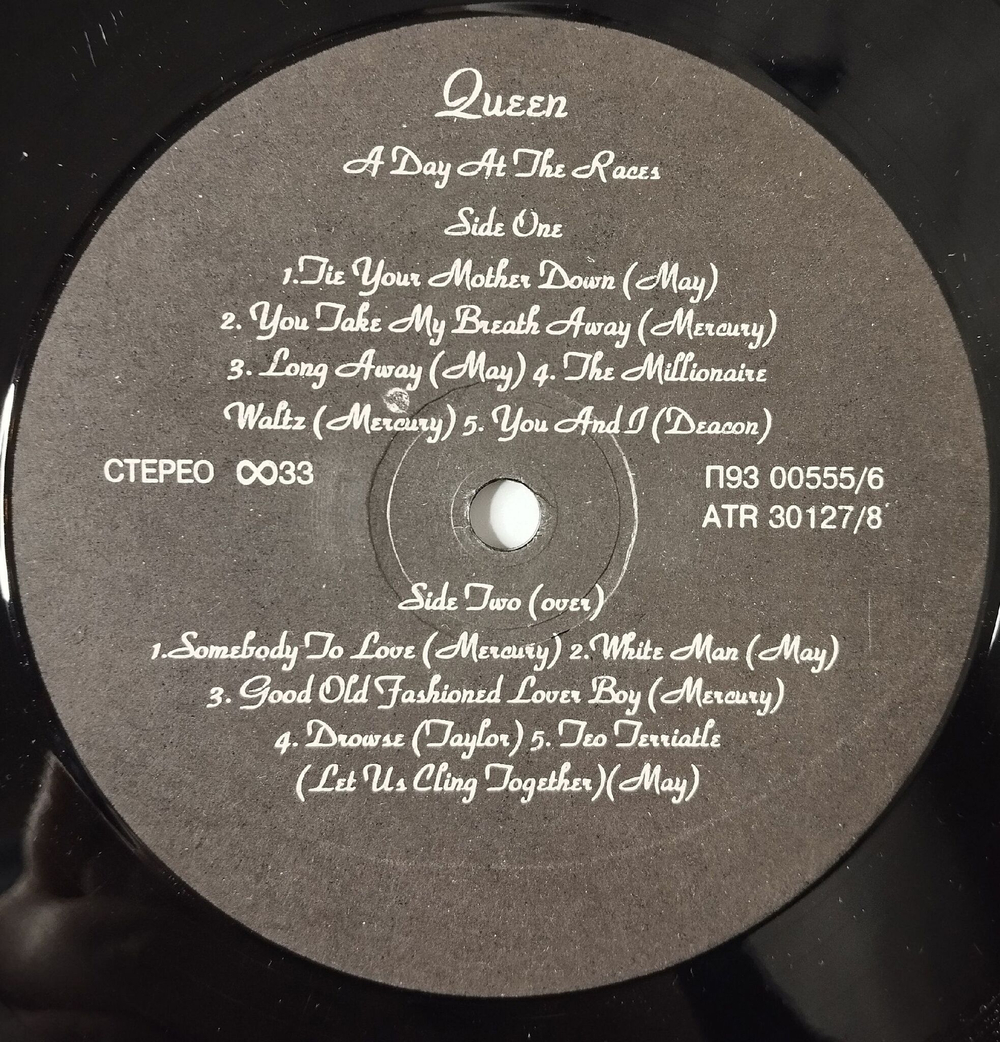 Queen
A Day At The Races
Side One
1.Tie Your Mother Down (May)
2. You Take My Breath Away (Mercury)
3. Long Away (May) 4. The Millionaire
Waltz (Mercury) 5. You And I (Deacon)
СТЕРЕО ꝏ33
П93 00555/6
ATR 30127/8
Side Two (over)
1.Somebody To Love (Mercury) 2.White Man (May)
3. Good Old Fashioned Lover Boy (Mercury)
4. Drowse (Taylor) 5. Teo Terriatle
(Let Us Cling Together)(May)